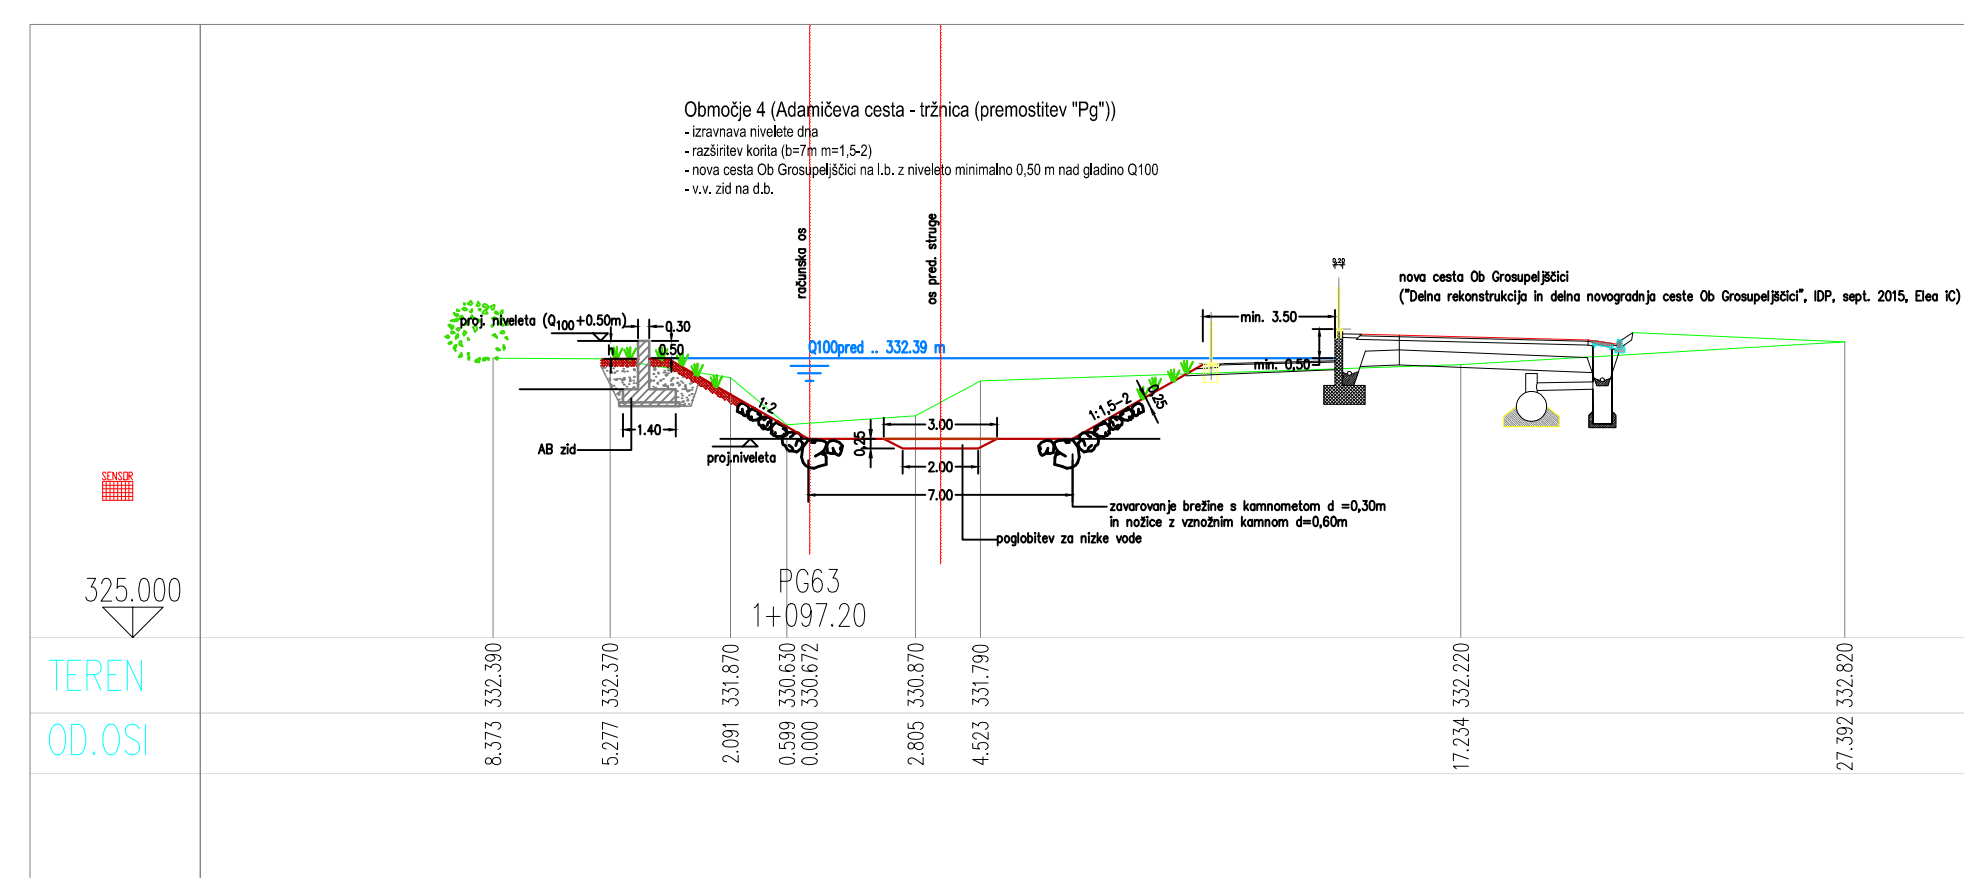 Območje 4 (Adamičeva cesta - tržnica (premostitev "Pg"))
- izravnava nivelete dna
- razširitev korita (b=7m m=1,5-2)
- nova cesta Ob Grosupeljščici na l.b. z niveleto minimalno 0,50 m nad gladino Q100
- v.v. zid na d.b.
računska os
os pred. struge
nova cesta Ob Grosupeljščici
("Delna rekonstrukcija in delna novogradnja ceste Ob Grosupeljščici", IDP, sept. 2015, Elea iC)
proj. niveleta (Q100+0.50m)
0.30
min. 3.50
h
0.50
Q100pred .. 332.39 m
min. 0,50
1:2
1:1,5-2
0,25
1.40
3.00
0,25
AB zid
proj.niveleta
2.00
7.00
SENSOR
zavarovanje brežine s kamnometom d =0,30m
in nožice z vznožnim kamnom d=0,60m
poglobitev za nizke vode
PG63
1+097.20
325.000
TEREN
332.390
332.370
331.870
330.630
330.672
330.870
331.790
332.220
332.820
OD.OSI
8.373
5.277
2.091
0.599
0.000
2.805
4.523
17.234
27.392